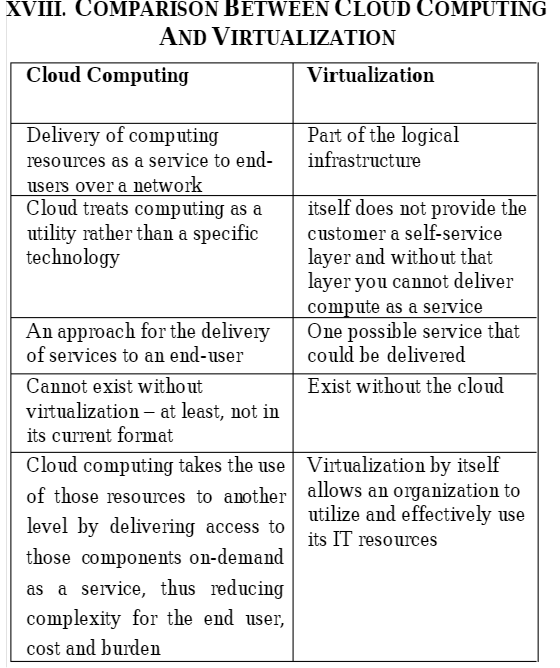 XVIII. COMPARISON BETWEEN CLOUD COMPUTING
AND VIRTUALIZATION
Cloud Computing
Virtualization
Delivery of computing
resources as a service to end-
users over a network
Part of the logical
infrastructure
Cloud treats computing as a
utility rather than a specific
technology
itself does not provide the
customer a self-service
layer and without that
layer you cannot deliver
compute as a service
An approach for the delivery
of services to an end-user
One possible service that
could be delivered
Cannot exist without
virtualization – at least, not in
its current format
Exist without the cloud
Cloud computing takes the use
of those resources to another
level by delivering access to
those components on-demand
as a service, thus reducing
complexity for the end user,
cost and burden
Virtualization by itself
allows an organization to
utilize and effectively use
its IT resources